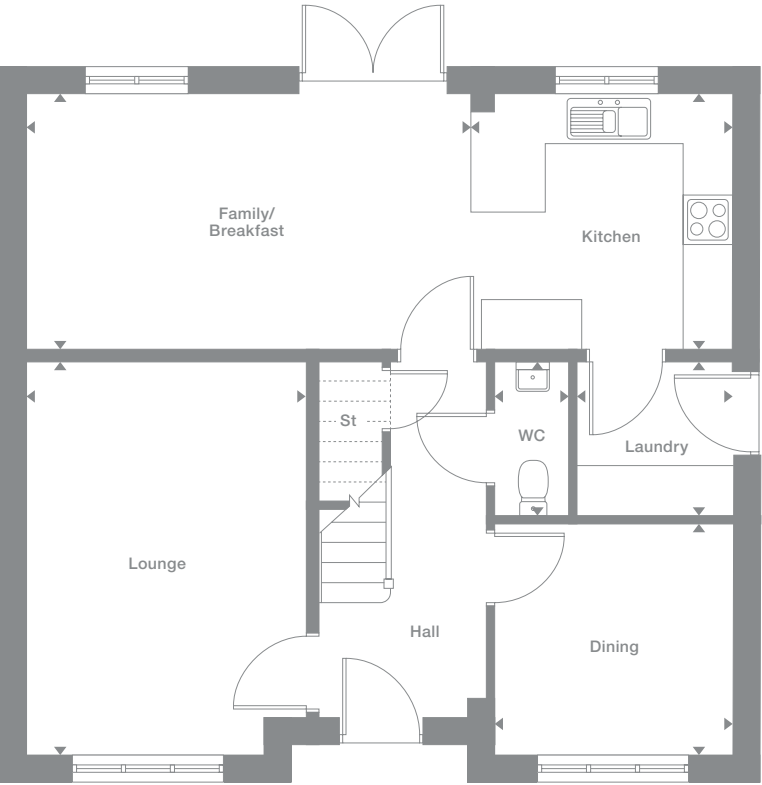 Family/
Breakfast
Kitchen
St
WC
Laundry
Lounge
Hall
Dining